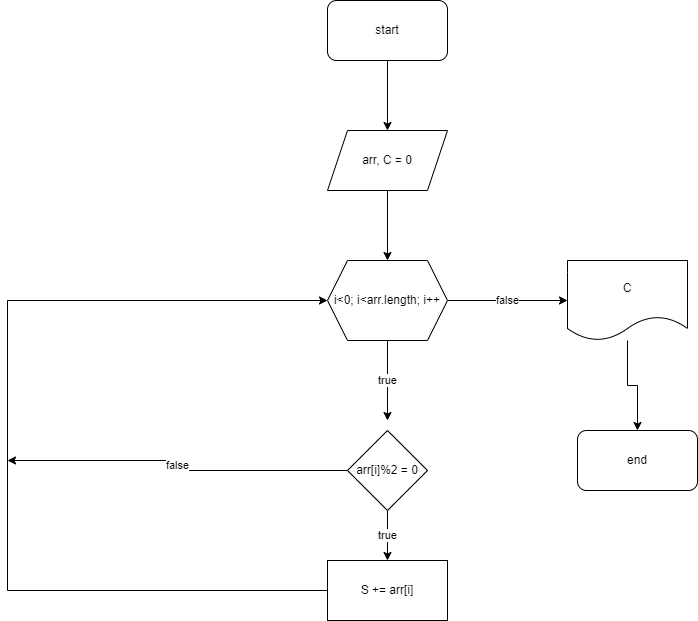 start
arr, C = 0
i<0; i<arr.length; i++
false
C
true
end
arr[i]%2 = 0
false
true
S += arr[i]